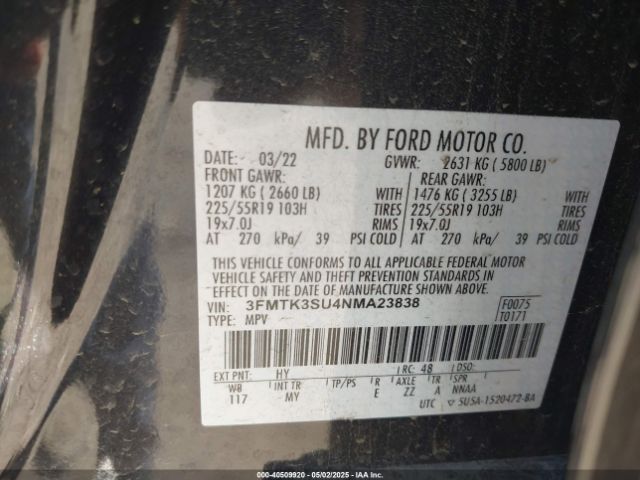 MFD. BY FORD MOTOR CO.
DATE: 03/22 GVWR: 2631 KG ( 5800 LB)
FRONT GAWR: REAR GAWR:
1207 KG ( 2660 LB) WITH 1476 KG ( 3255 LB) WITH
225/55R19 103H TIRES 225/55R19 103H TIRES
19x7.0J RIMS 19x7.0J RIMS
AT 270 kPa/ 39 PSI COLD AT 270 kPa/ 39 PSI COLD
THIS VEHICLE CONFORMS TO ALL APPLICABLE FEDERAL MOTOR
VEHICLE SAFETY AND THEFT PREVENTION STANDARDS IN
EFFECT ON THE DATE OF MANUFACTURE SHOWN ABOVE.
VIN: 3FMTK3SU4NMA23838 F0075
TYPE: MPV T0171
EXT PNT: HY RC: 48 DSO:
WB INT TR TP/PS R AXLE TR SPR
117 MY E ZZ A NNAA
UTC ▽ 5U5A-1520472-BA
000-40509920 - 05/02/2025 - IAAI.COM